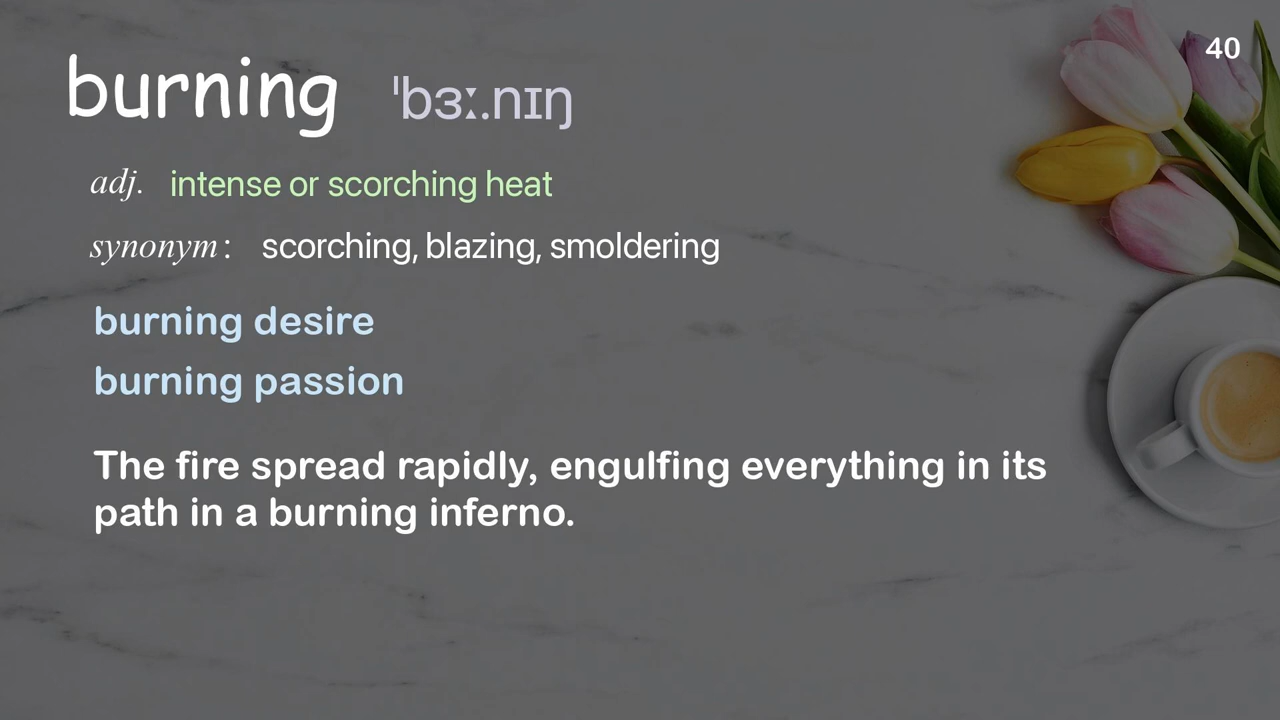 40
burning ˈbɜː.nɪŋ
adj. intense or scorching heat
synonym: scorching, blazing, smoldering
burning desire
burning passion
The fire spread rapidly, engulfing everything in its
path in a burning inferno.